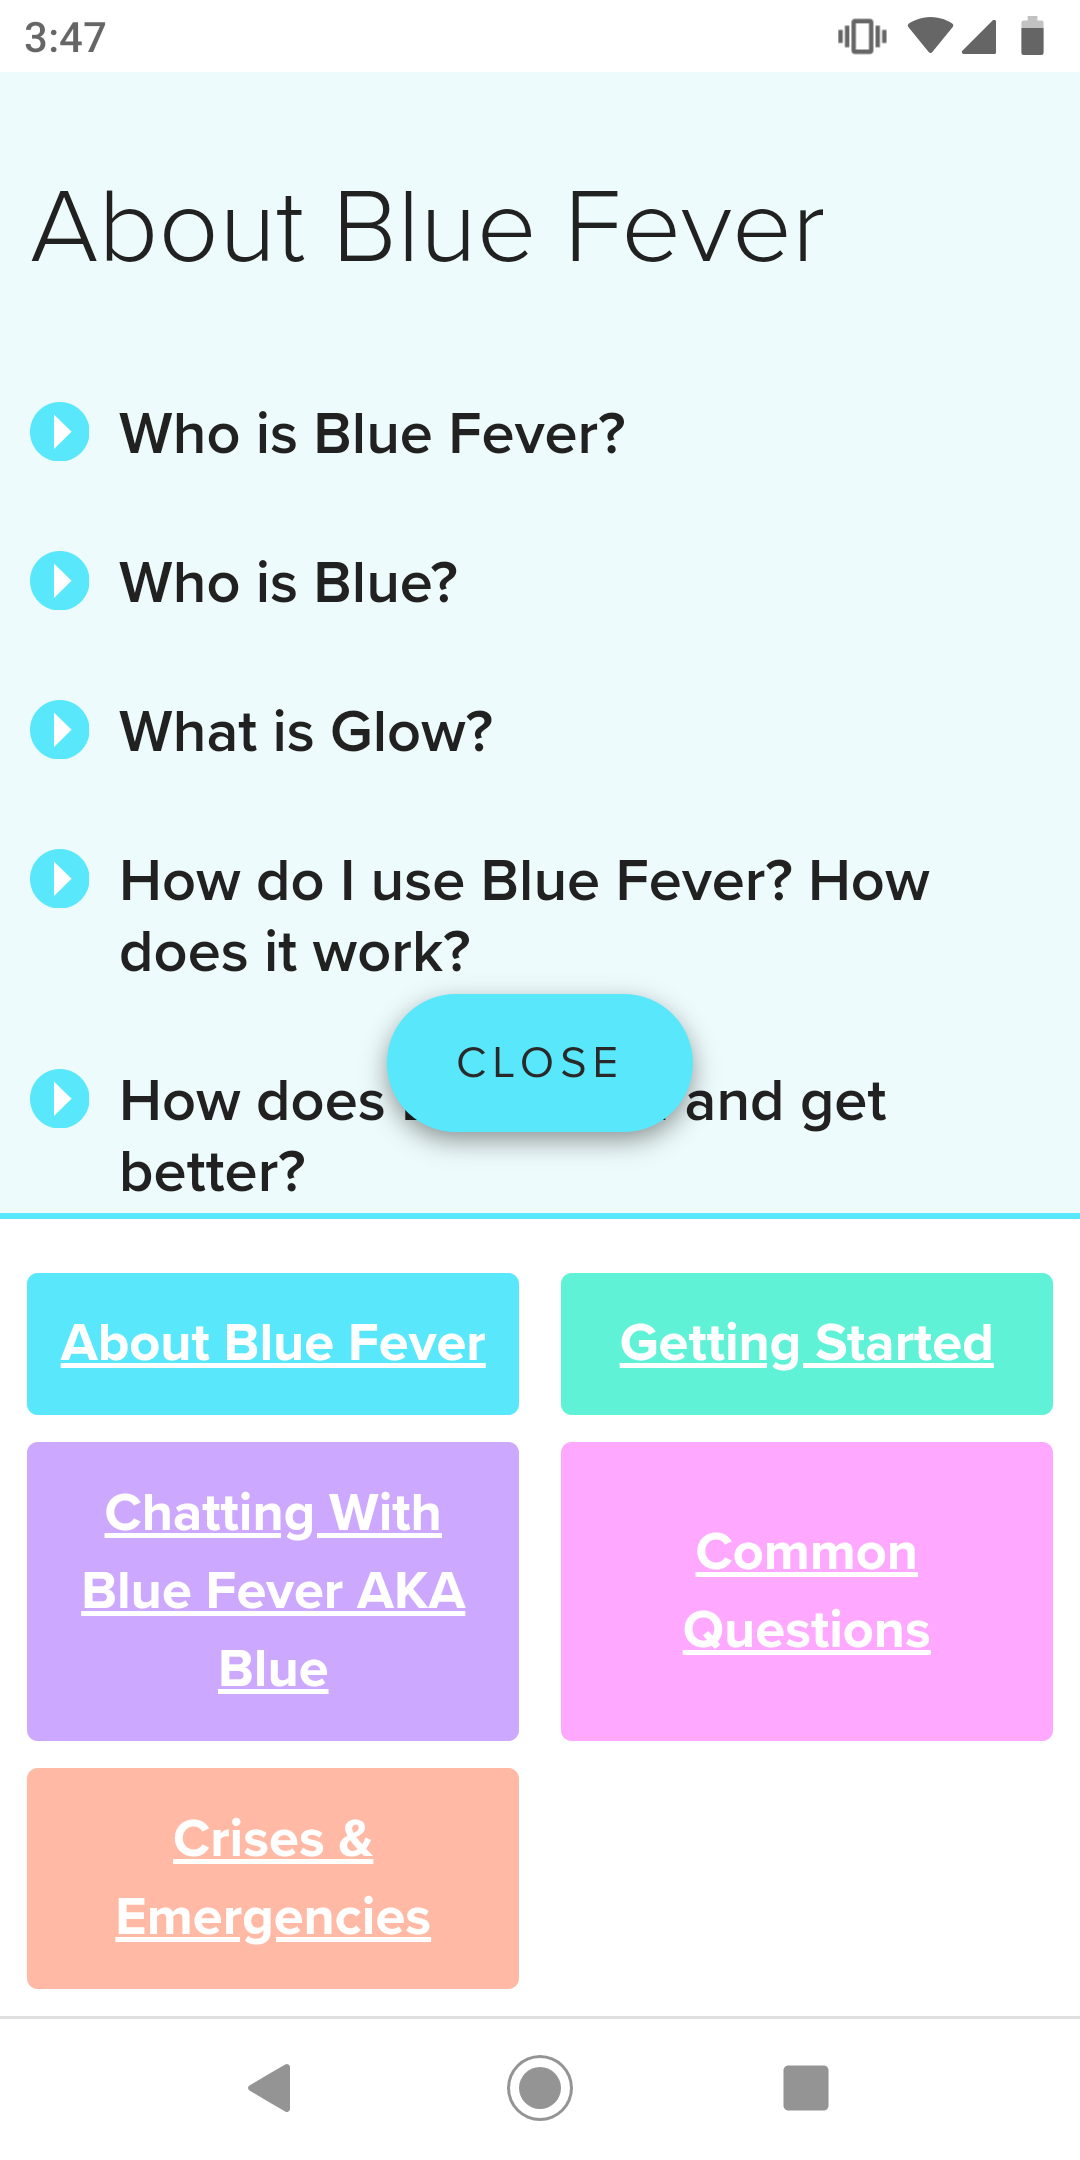 3:47
About Blue Fever
Who is Blue Fever?
Who is Blue?
What is Glow?
How do I use Blue Fever? How
does it work?
How does and get
better?
CLOSE
About Blue Fever
Getting Started
Chatting With
Blue Fever AKA
Blue
Common
Questions
Crises &
Emergencies